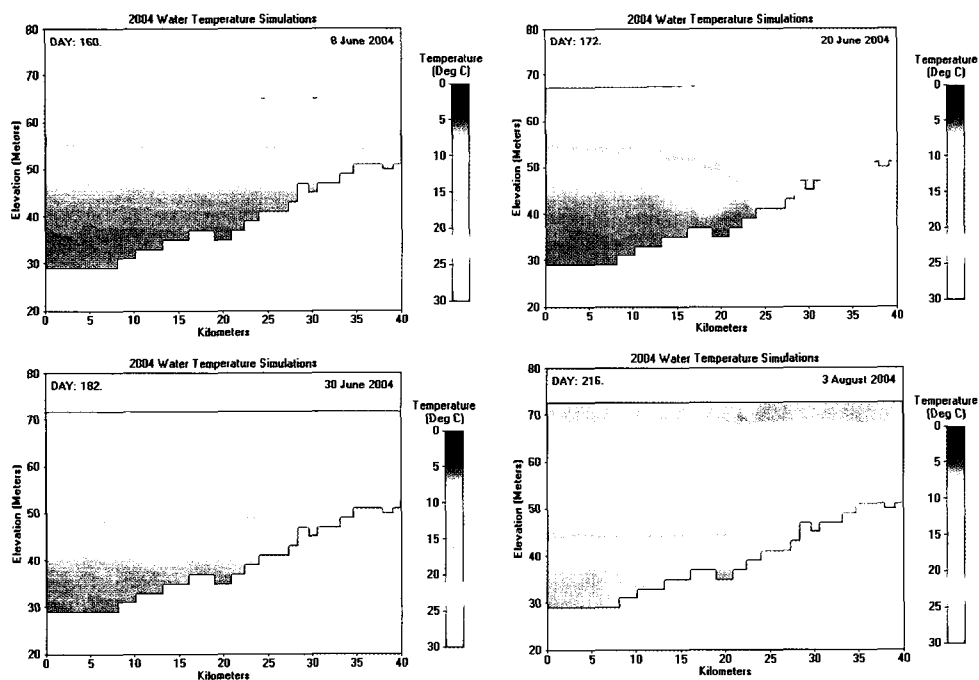 2004 Water Temperature Simulations
DAY: 160. 8 June 2004
Temperature
(Deg C)
80
70
60
50
40
30
20
Elevation (Meters)
0
5
10
15
20
25
30
0 5 10 15 20 25 30 35 40
Kilometers
2004 Water Temperature Simulations
DAY: 172. 20 June 2004
Temperature
(Deg C)
80
70
60
50
40
30
20
Elevation (Meters)
0
5
10
15
20
25
30
0 5 10 15 20 25 30 35 40
Kilometers
2004 Water Temperature Simulations
DAY: 182. 30 June 2004
Temperature
(Deg C)
80
70
60
50
40
30
20
Elevation (Meters)
0
5
10
15
20
25
30
0 5 10 15 20 25 30 35 40
Kilometers
2004 Water Temperature Simulations
DAY: 216. 3 August 2004
Temperature
(Deg C)
80
70
60
50
40
30
20
Elevation (Meters)
0
5
10
15
20
25
30
0 5 10 15 20 25 30 35 40
Kilometers